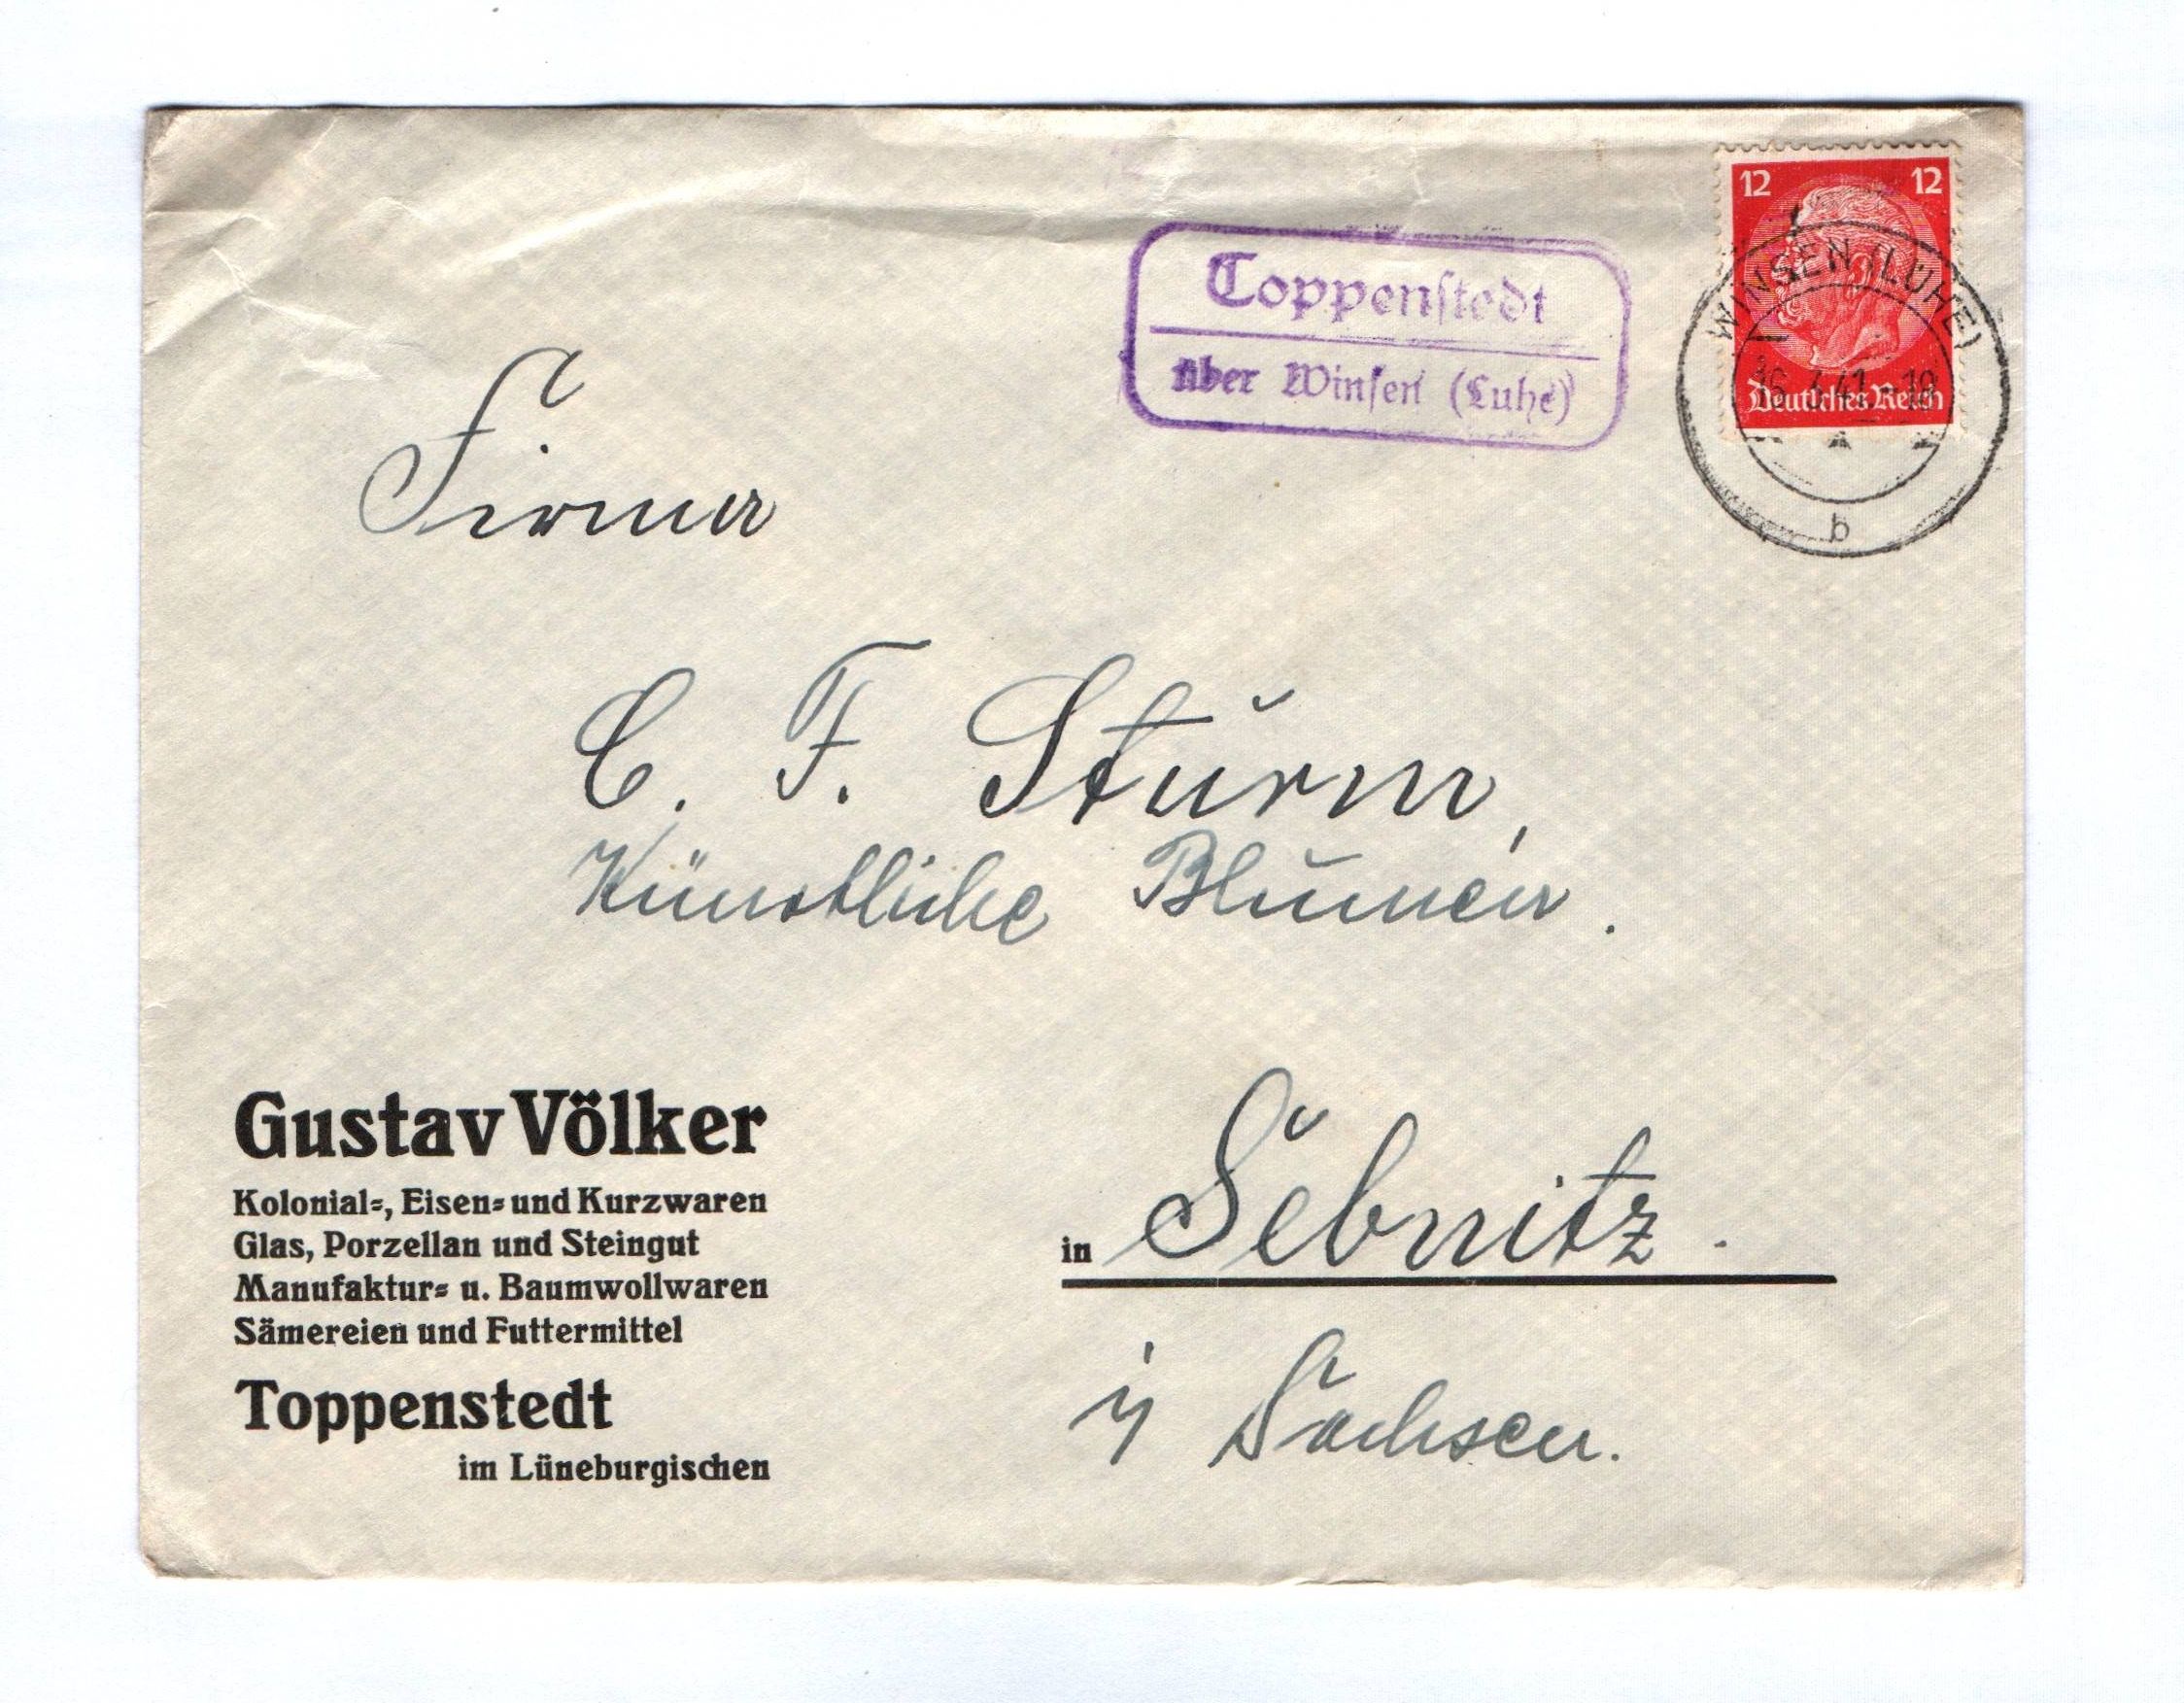 Toppenstedt
über Winsen (Luhe)
12 12
Deutsches Reich
WINSEN (LUHE)
b
Firma
C. F. Sturm,
Künstliche Blumen.
Gustav Völker
Kolonial-, Eisen- und Kurzwaren
Glas, Porzellan und Steingut
Manufaktur- u. Baumwollwaren
Sämereien und Futtermittel
Toppenstedt
im Lüneburgischen
in Sebnitz.
i/ Sachsen.